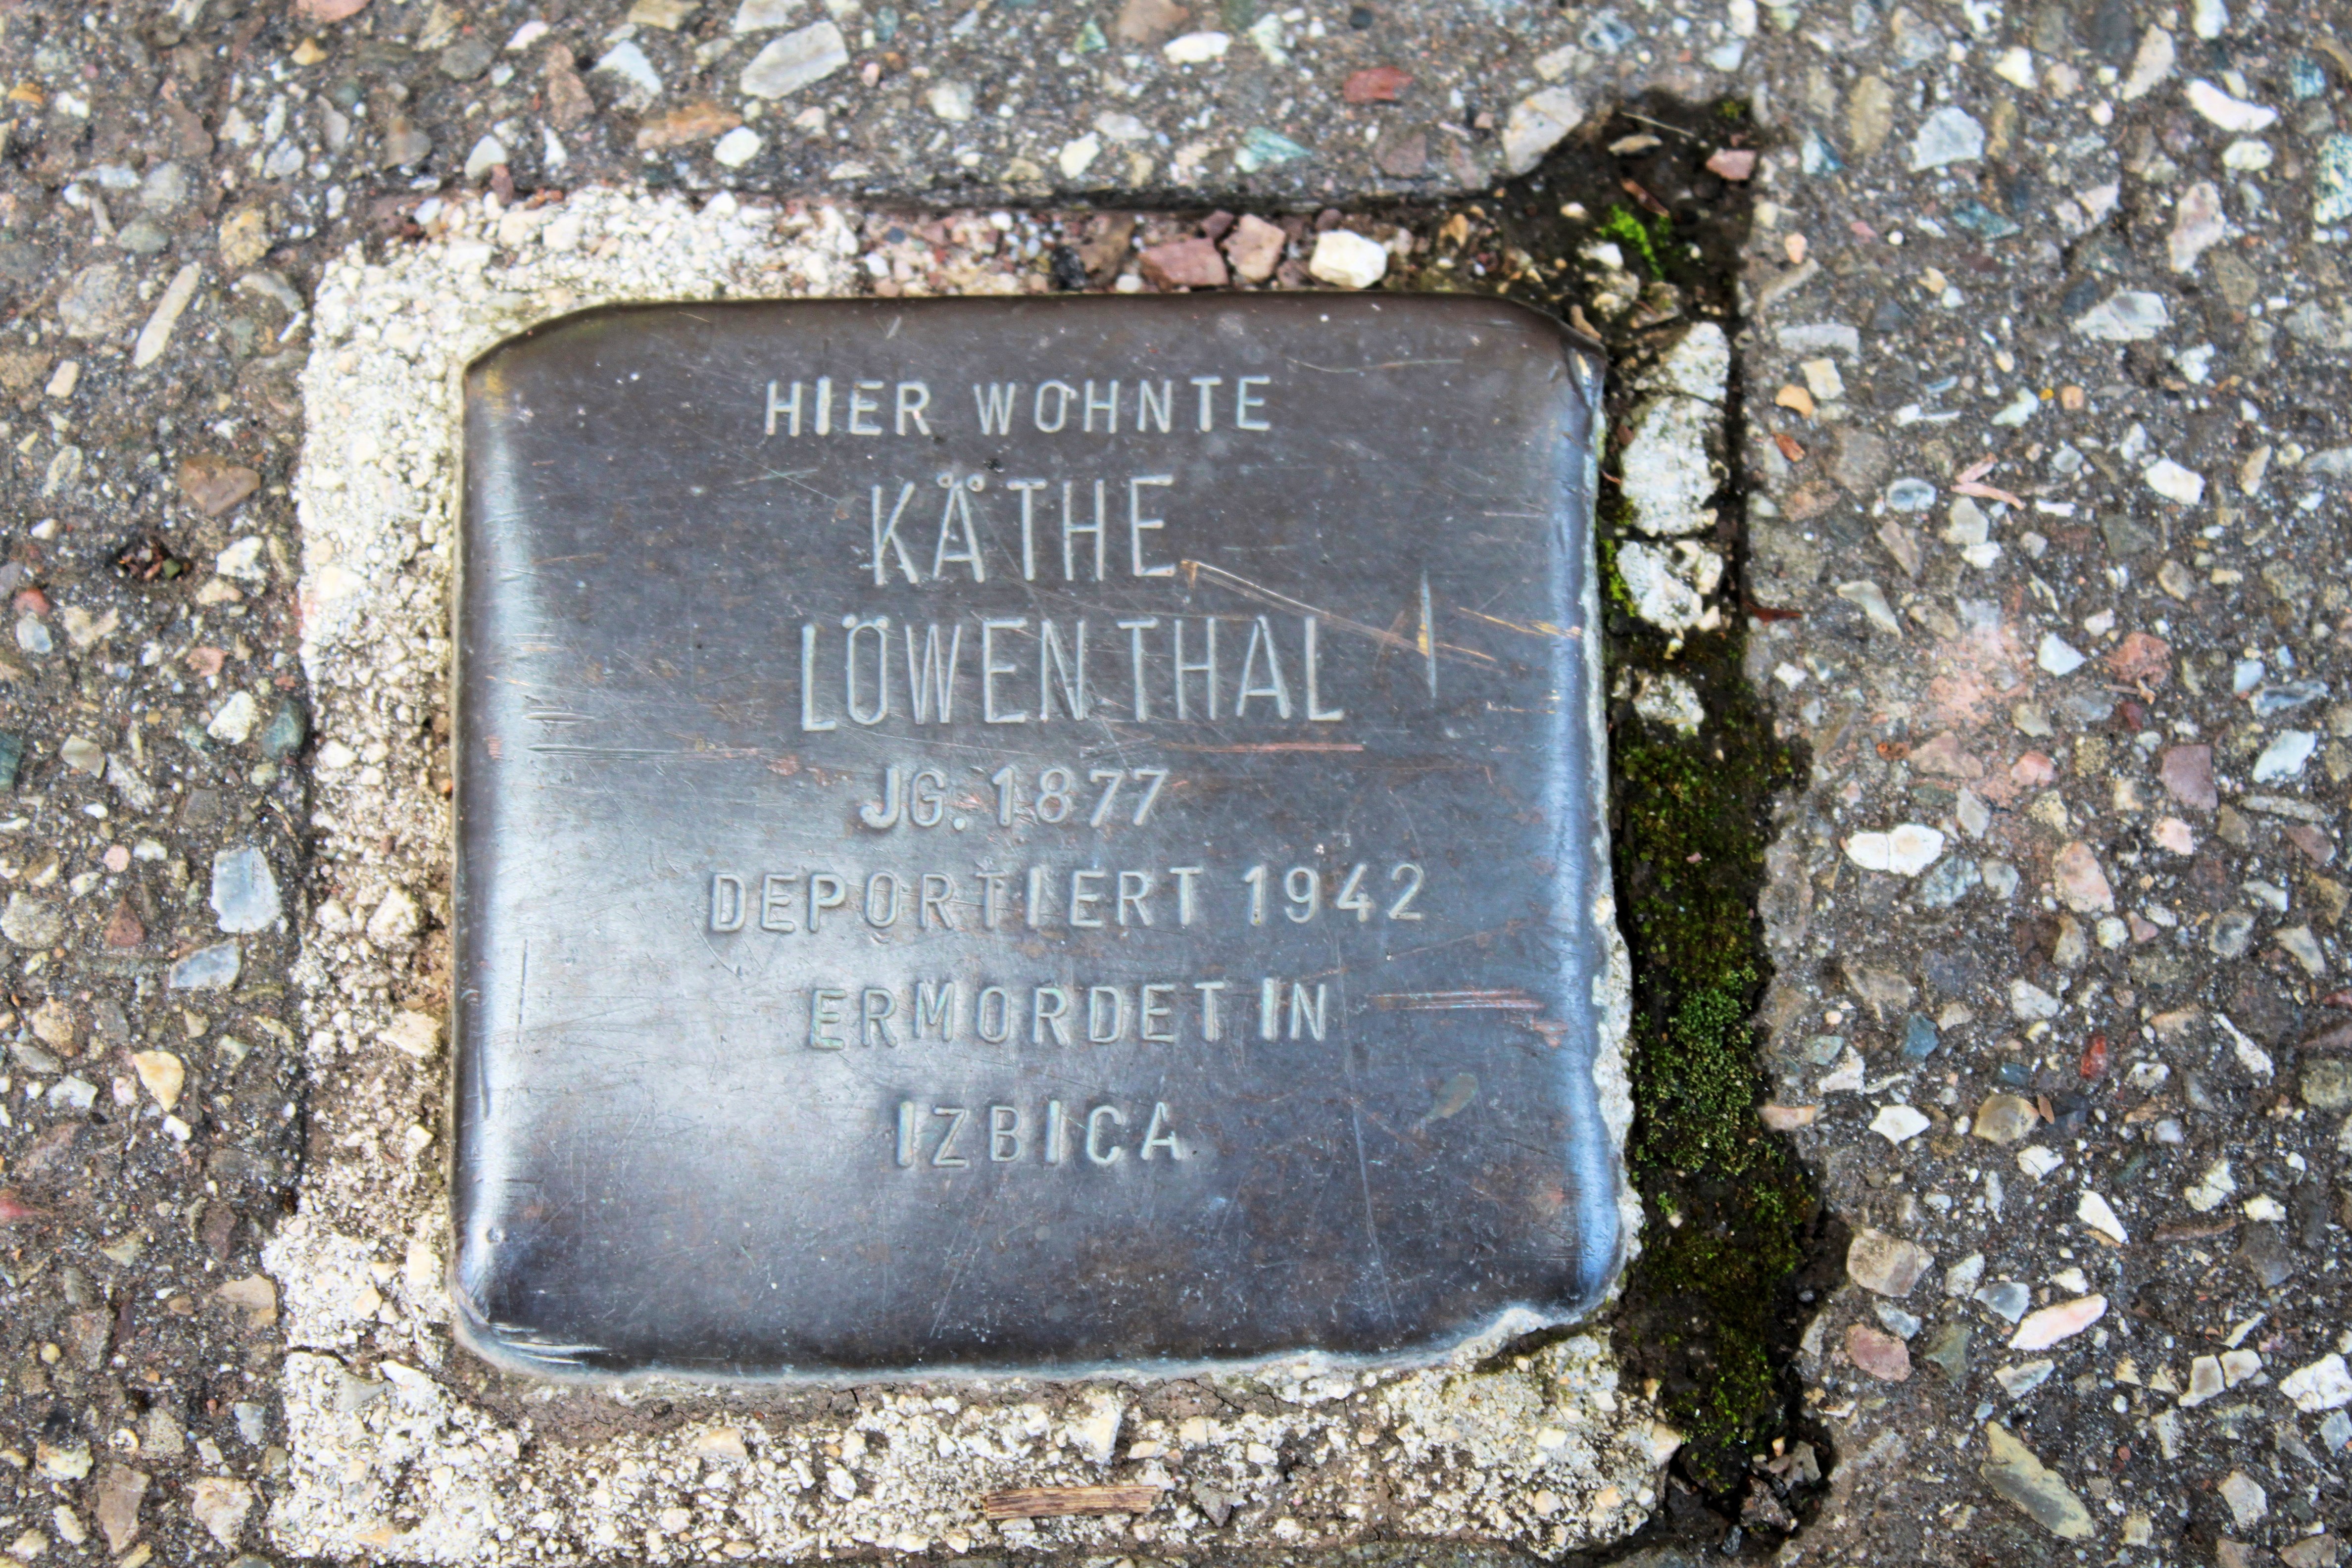 HIER WOHNTE
KÄTHE
LÖWENTHAL
JG. 1877
DEPORTIERT 1942
ERMORDET IN
IZBICA